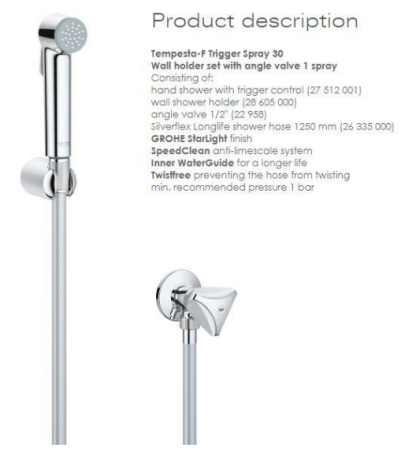 Product description
Tempesta-F Trigger Spray 30
Wall holder set with angle valve 1 spray
Consisting of:
hand shower with trigger control (27 512 001)
wall shower holder (28 605 000)
angle valve 1/2" (22 958)
Silverflex Longlife shower hose 1250 mm (26 335 000)
GROHE StarLight finish
SpeedClean anti-limescale system
Inner WaterGuide for a longer life
Twistfree preventing the hose from twisting
min. recommended pressure 1 bar